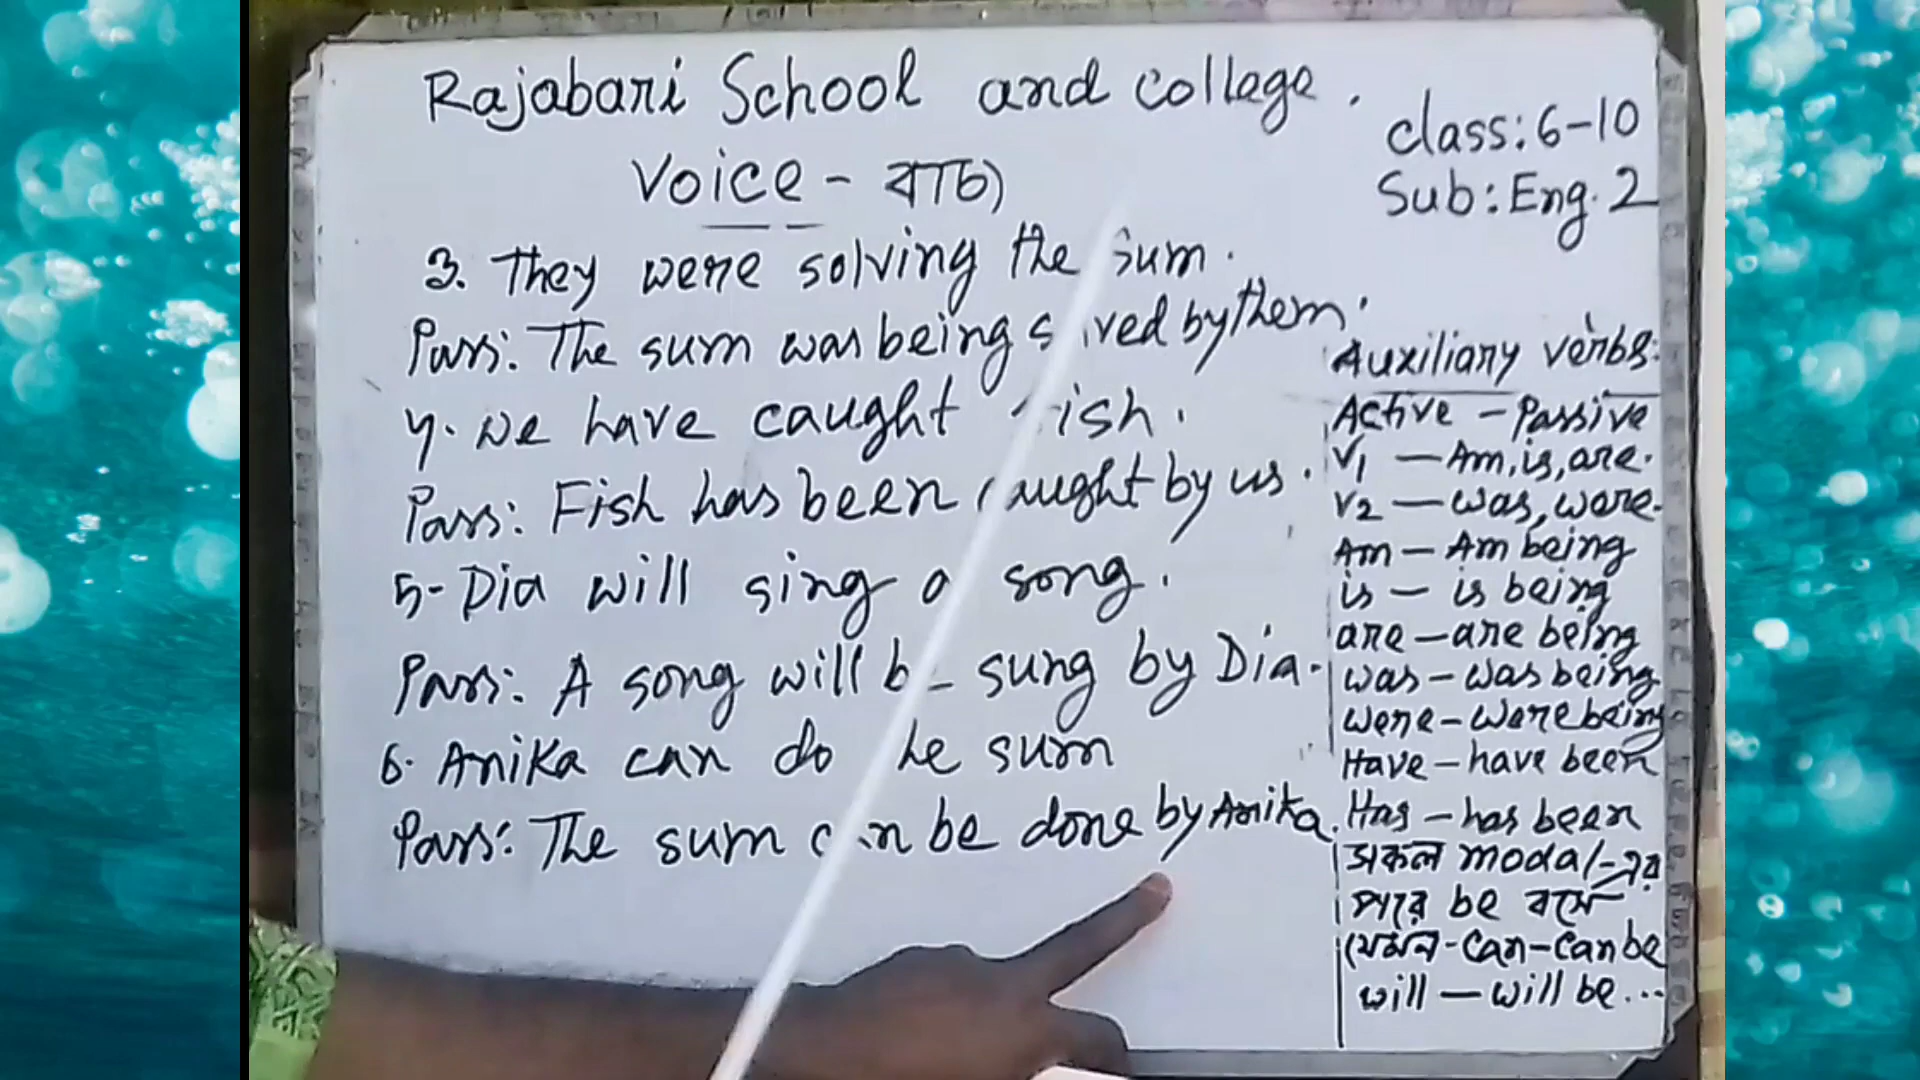 Rajabari School and collage.
Voice - বাচ্য
class: 6-10
Sub: Eng. 2
3. They were solving the sum.
Pass: The sum was being solved by them.
4. We have caught fish.
Pass: Fish has been caught by us.
5- Dia will sing a song.
Pass: A song will be sung by Dia.
6. Anika can do the sum
Pass: The sum can be done by Anika.
Auxiliary verbs:
Active - Passive
V1 — Am, is, are.
V2 — was, were.
Am — Am being
is — is being
are — are being
was — was being
were — were being
Have — have been
Has — has been
সকল modal-এর
পরে be বসে
যেমন - can - can be
will — will be...